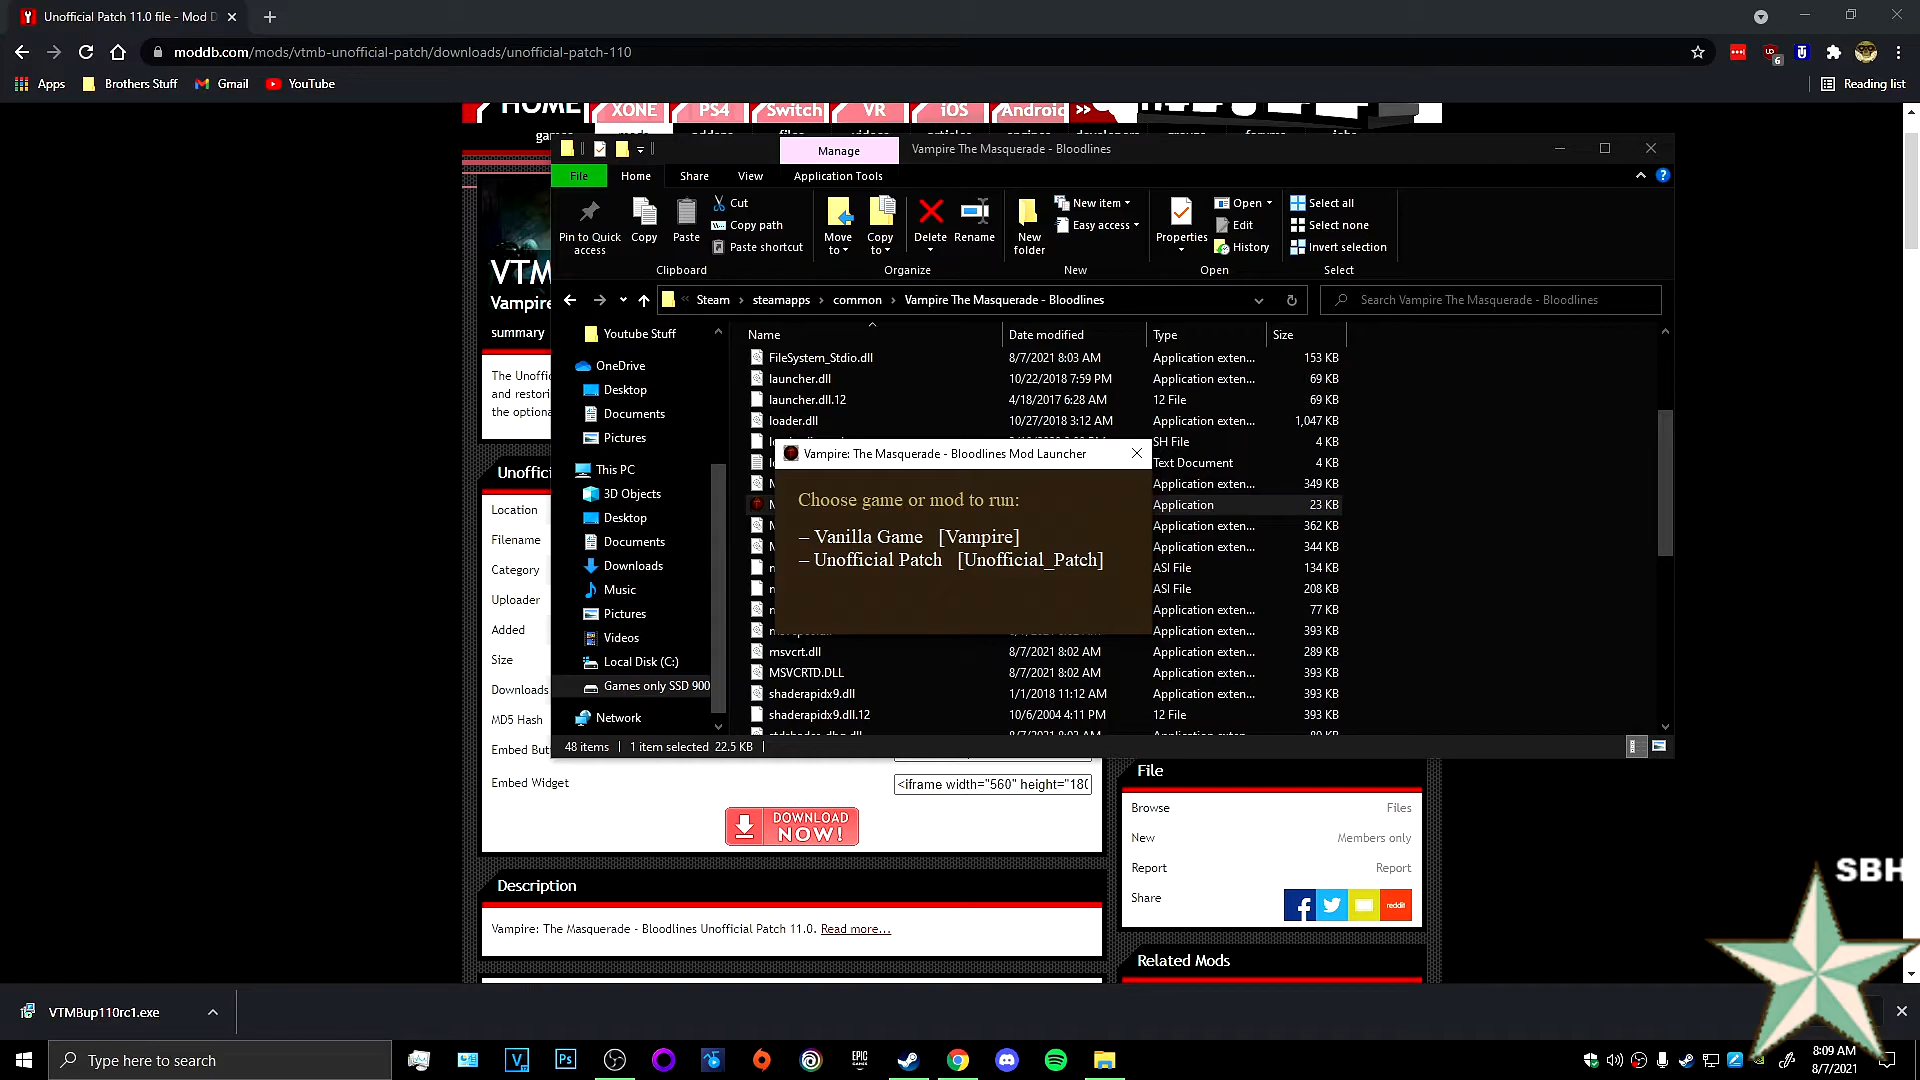 Unofficial Patch 11.0 file - Mod D
moddb.com/mods/vtmb-unofficial-patch/downloads/unofficial-patch-110
6
Apps
Brothers Stuff
Gmail
YouTube
Reading list
HOME
XONE
PS4
Switch
VR
iOS
Android
Manage
Vampire The Masquerade - Bloodlines
File
Home
Share
View
Application Tools
Pin to Quick access
Copy
Paste
Cut
Copy path
Paste shortcut
Clipboard
Move to
Copy to
Delete
Rename
Organize
New folder
New item
Easy access
New
Properties
Open
Edit
History
Open
Select all
Select none
Invert selection
Select
VTM
Vampire
summary
Steam > steamapps > common > Vampire The Masquerade - Bloodlines
Search Vampire The Masquerade - Bloodlines
The Unoffic
and restorin
the optiona
Unoffici
Location
Filename
Category
Uploader
Added
Size
Downloads
MD5 Hash
Embed Butt
Embed Widget
Youtube Stuff
OneDrive
Desktop
Documents
Pictures
This PC
3D Objects
Desktop
Documents
Downloads
Music
Pictures
Videos
Local Disk (C:)
Games only SSD 900
Network
Name Date modified Type Size
FileSystem_Stdio.dll 8/7/2021 8:03 AM Application exten... 153 KB
launcher.dll 10/22/2018 7:59 PM Application exten... 69 KB
launcher.dll.12 4/18/2017 6:28 AM 12 File 69 KB
loader.dll 10/27/2018 3:12 AM Application exten... 1,047 KB
SH File 4 KB
Text Document 4 KB
Application exten... 349 KB
Application 23 KB
Application exten... 362 KB
Application exten... 344 KB
ASI File 134 KB
ASI File 208 KB
Application exten... 77 KB
Application exten... 393 KB
msvcrt.dll 8/7/2021 8:02 AM Application exten... 289 KB
MSVCRTD.DLL 8/7/2021 8:02 AM Application exten... 393 KB
shaderapidx9.dll 1/1/2018 11:12 AM Application exten... 393 KB
shaderapidx9.dll.12 10/6/2004 4:11 PM 12 File 393 KB
Vampire: The Masquerade - Bloodlines Mod Launcher
Choose game or mod to run:
– Vanilla Game [Vampire]
– Unofficial Patch [Unofficial_Patch]
48 items
1 item selected 22.5 KB
<iframe width="560" height="180
DOWNLOAD NOW!
Description
Vampire: The Masquerade - Bloodlines Unofficial Patch 11.0. Read more...
File
Browse Files
New Members only
Report Report
Share
reddit
Related Mods
SBH
VTMBup110rc1.exe
Type here to search
Ps
EPIC GAMES
8:09 AM
8/7/2021